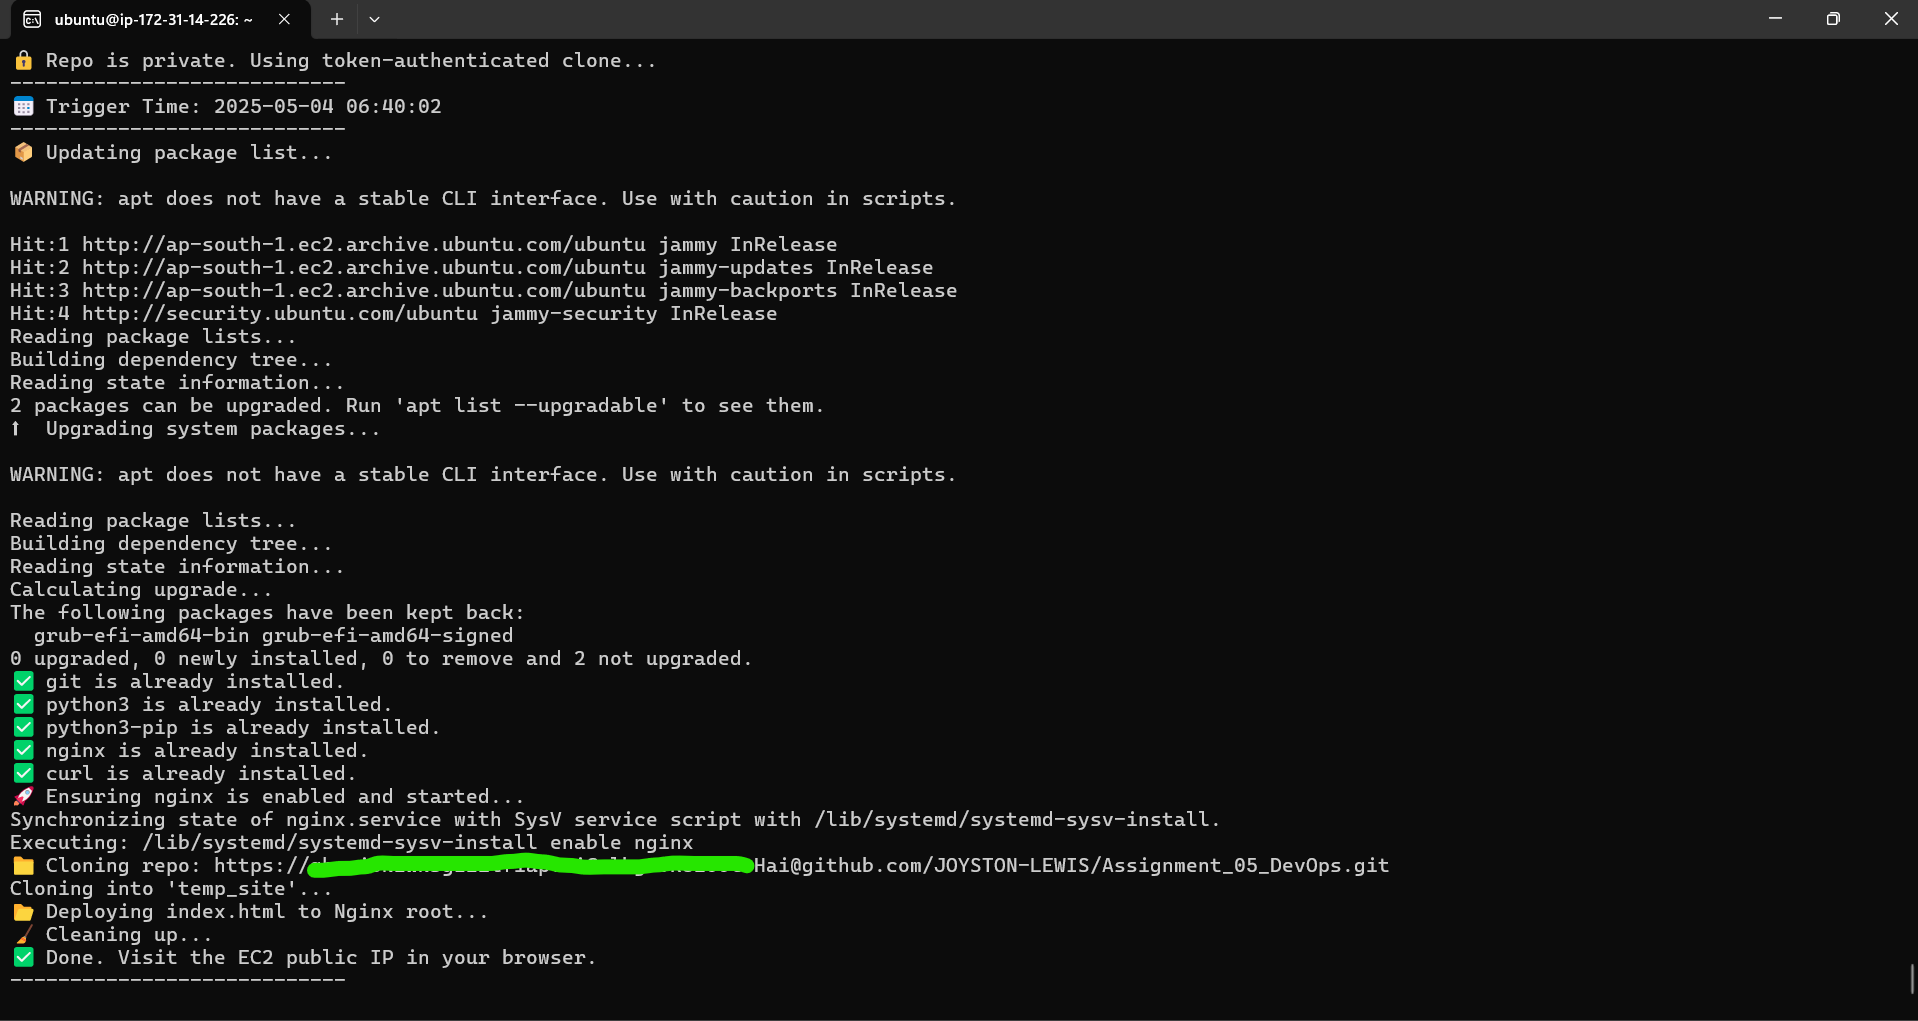 ubuntu@ip-172-31-14-226: ~
🔒 Repo is private. Using token-authenticated clone...
----------------------------
📅 Trigger Time: 2025-05-04 06:40:02
----------------------------
📦 Updating package list...
WARNING: apt does not have a stable CLI interface. Use with caution in scripts.
Hit:1 http://ap-south-1.ec2.archive.ubuntu.com/ubuntu jammy InRelease
Hit:2 http://ap-south-1.ec2.archive.ubuntu.com/ubuntu jammy-updates InRelease
Hit:3 http://ap-south-1.ec2.archive.ubuntu.com/ubuntu jammy-backports InRelease
Hit:4 http://security.ubuntu.com/ubuntu jammy-security InRelease
Reading package lists...
Building dependency tree...
Reading state information...
2 packages can be upgraded. Run 'apt list --upgradable' to see them.
⬆ Upgrading system packages...
WARNING: apt does not have a stable CLI interface. Use with caution in scripts.
Reading package lists...
Building dependency tree...
Reading state information...
Calculating upgrade...
The following packages have been kept back:
  grub-efi-amd64-bin grub-efi-amd64-signed
0 upgraded, 0 newly installed, 0 to remove and 2 not upgraded.
✅ git is already installed.
✅ python3 is already installed.
✅ python3-pip is already installed.
✅ nginx is already installed.
✅ curl is already installed.
🚀 Ensuring nginx is enabled and started...
Synchronizing state of nginx.service with SysV service script with /lib/systemd/systemd-sysv-install.
Executing: /lib/systemd/systemd-sysv-install enable nginx
📁 Cloning repo: https:// Hai@github.com/JOYSTON-LEWIS/Assignment_05_DevOps.git
Cloning into 'temp_site'...
📂 Deploying index.html to Nginx root...
🧹 Cleaning up...
✅ Done. Visit the EC2 public IP in your browser.
----------------------------